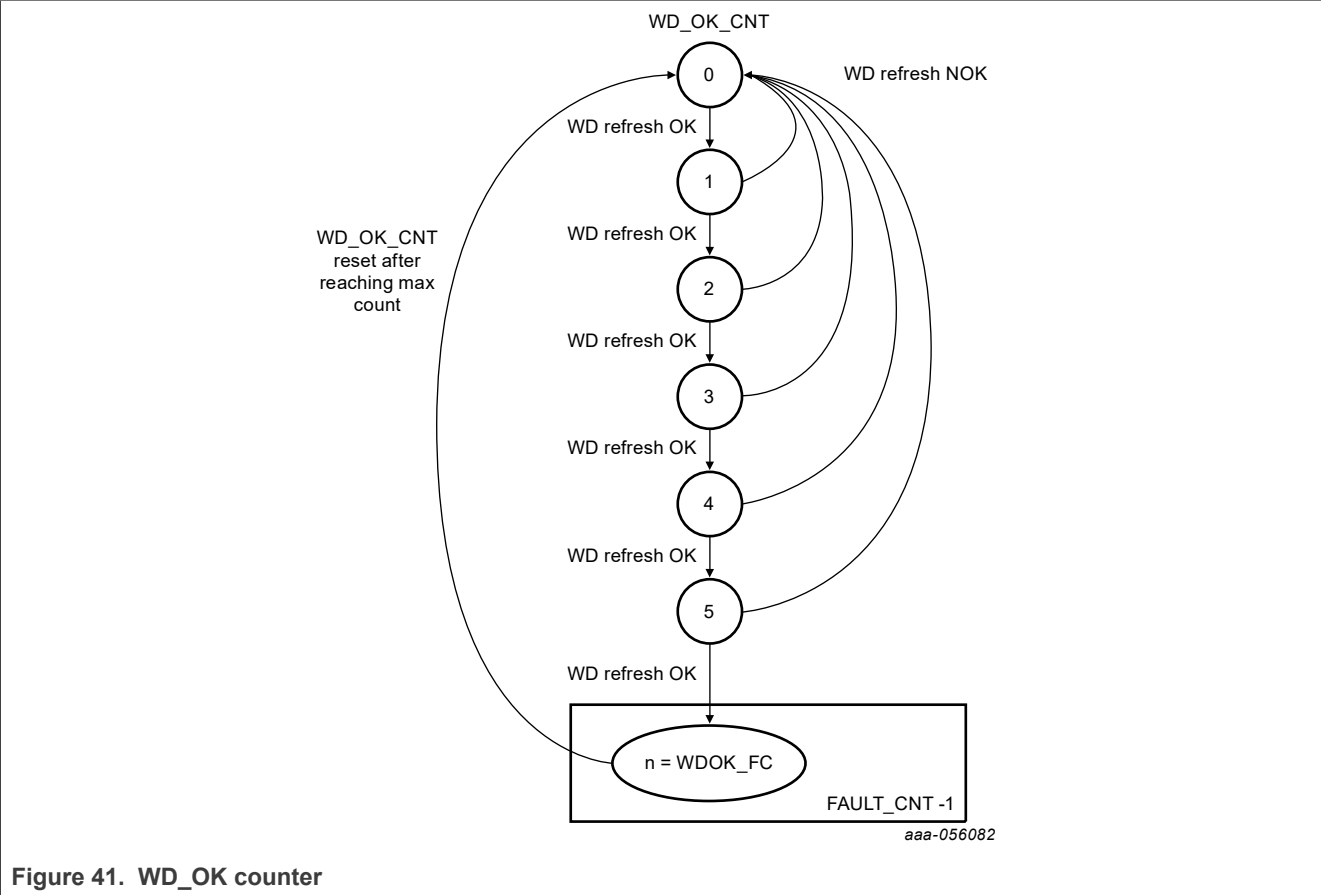 WD_OK_CNT
0
WD refresh NOK
WD refresh OK
1
WD refresh OK
WD_OK_CNT
reset after
reaching max
count
2
WD refresh OK
3
WD refresh OK
4
WD refresh OK
5
WD refresh OK
n = WDOK_FC
FAULT_CNT -1
aaa-056082
Figure 41. WD_OK counter